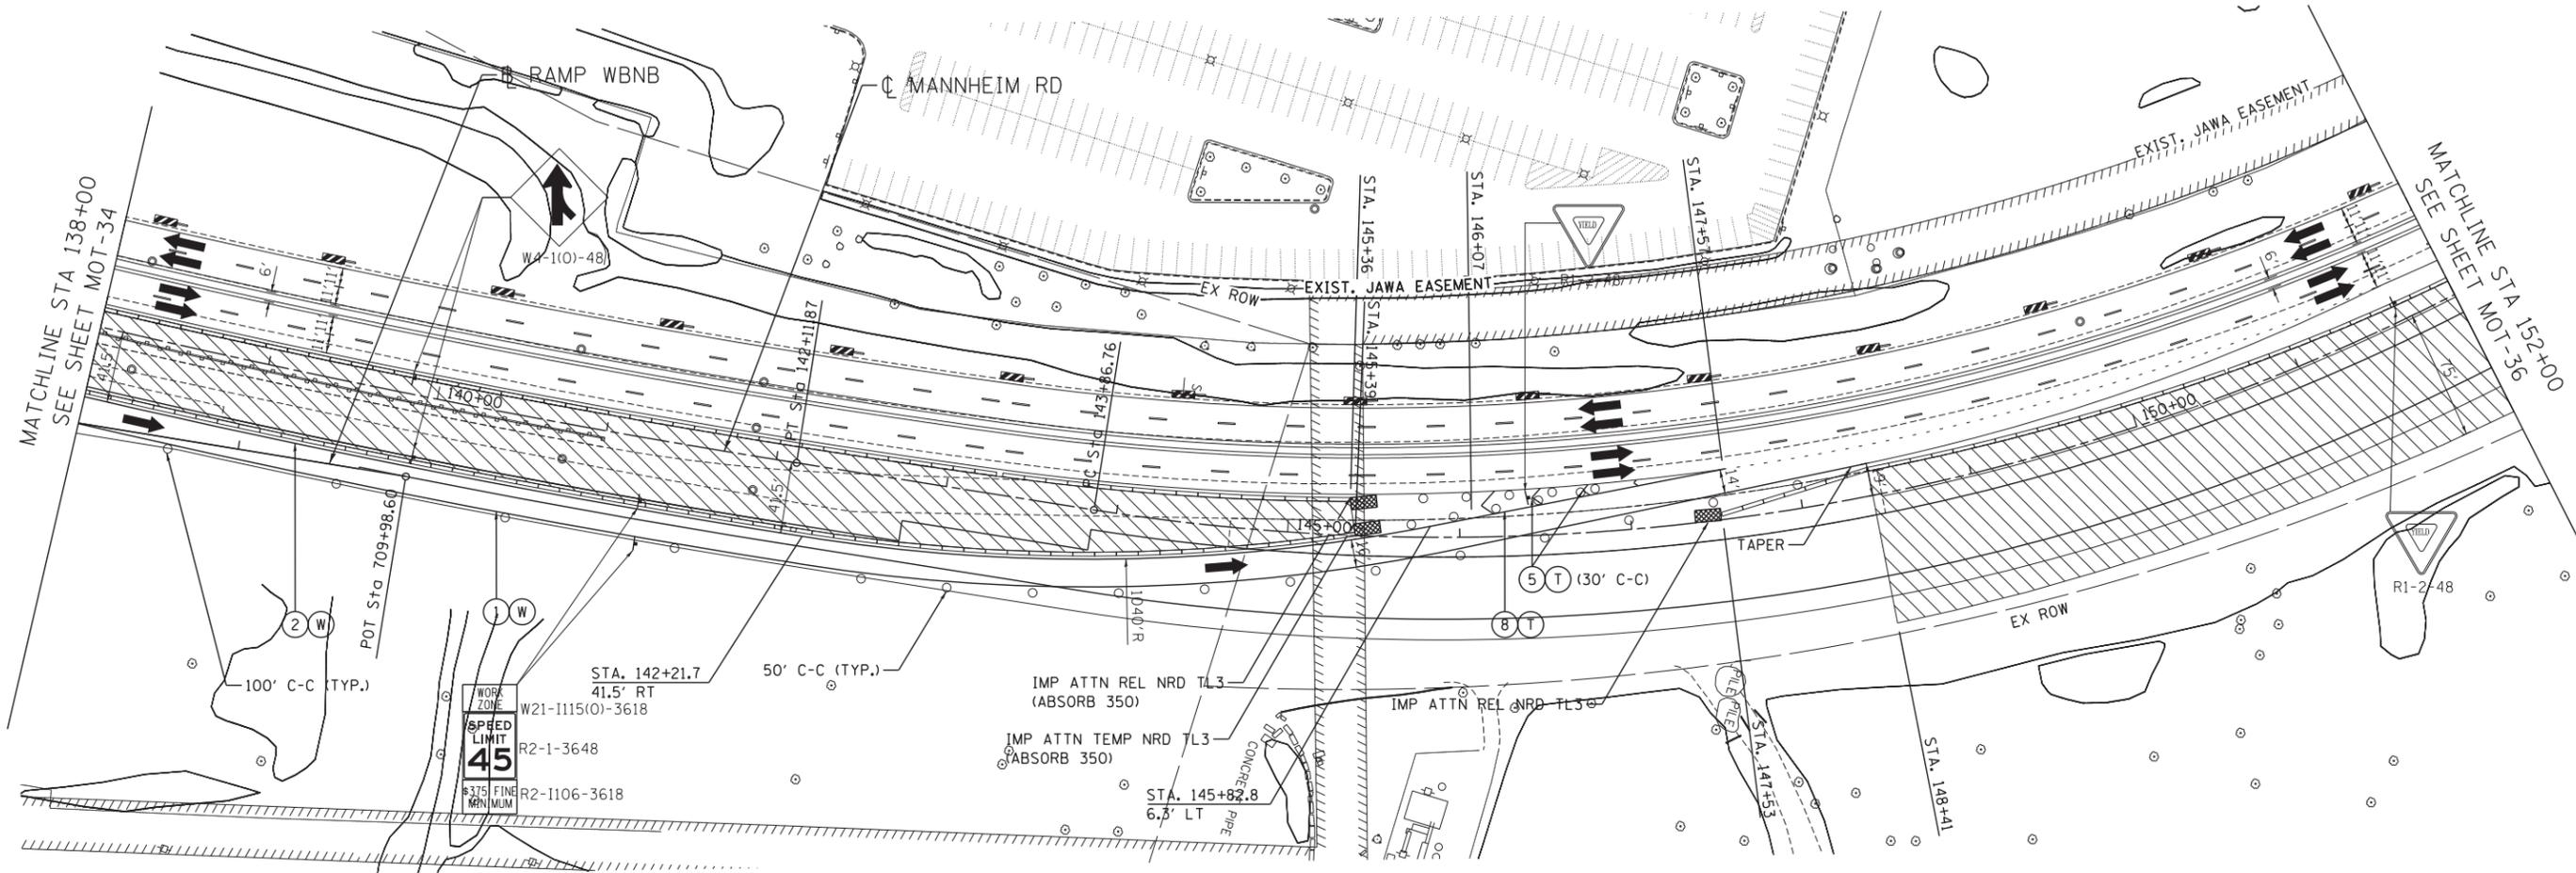 RAMP WBNB
℄ MANNHEIM RD
EXIST. JAWA EASEMENT
MATCHLINE STA 138+00
SEE SHEET MOT-34
MATCHLINE STA 152+00
SEE SHEET MOT-36
W4-1(O)-48
STA. 145+36
STA. 146+07
STA. 147+57
YIELD
EX ROW
EXIST. JAWA EASEMENT
6'
11'
11'
11'
11'
6'
11'
11'
PT Sta 142+11.87
PC Sta 143+86.76
STA. 145+39
140+00
150+00
145+00
41.5'
41.5'
75'
14'
16'
POT Sta 709+98.60
TAPER
YIELD
R1-2-48
5 T (30' C-C)
1 W
2 W
8 T
1040'R
EX ROW
100' C-C (TYP.)
STA. 142+21.7
41.5' RT
50' C-C (TYP.)
IMP ATTN REL NRD TL3
(ABSORB 350)
IMP ATTN REL NRD TL3
WORK
ZONE
W21-I115(O)-3618
SPEED
LIMIT
45
R2-1-3648
$375 FINE
MINIMUM
R2-I106-3618
IMP ATTN TEMP NRD TL3
(ABSORB 350)
STA. 145+82.8
6.3' LT
CONCRETE PIPE
PILE
PILE
STA. 147+53
STA. 148+41